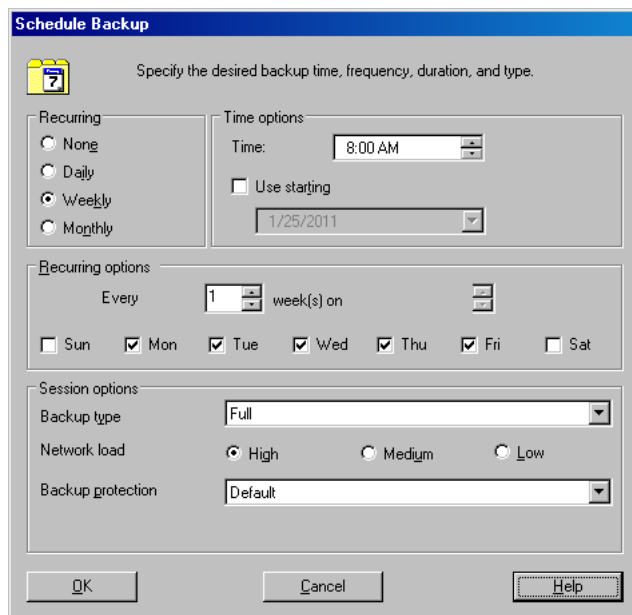 Schedule Backup
7
Specify the desired backup time, frequency, duration, and type.
Recurring
None
Daily
Weekly
Monthly
Time options
Time: 8:00 AM
Use starting
1/25/2011
Recurring options
Every 1 week(s) on
Sun Mon Tue Wed Thu Fri Sat
Session options
Backup type Full
Network load High Medium Low
Backup protection Default
OK Cancel Help